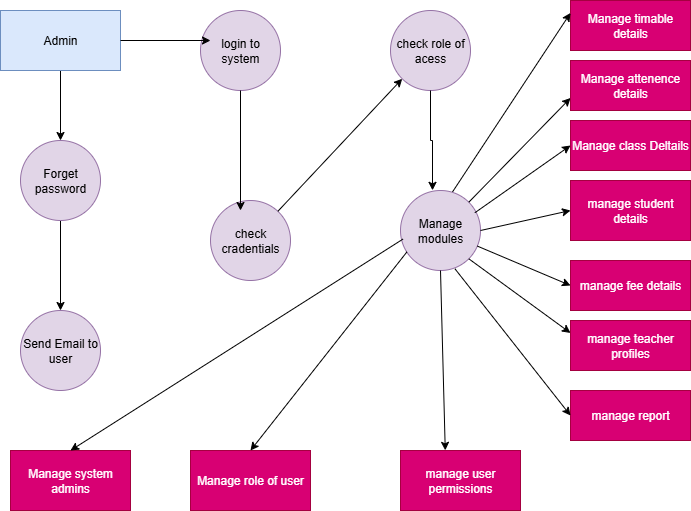 Admin
login to
system
check role of
acess
Manage timable
details
Manage attenence
details
Manage class Deltails
Forget
password
check
cradentials
Manage
modules
manage student
details
manage fee details
Send Email to
user
manage teacher
profiles
manage report
Manage system
admins
Manage role of user
manage user
permissions